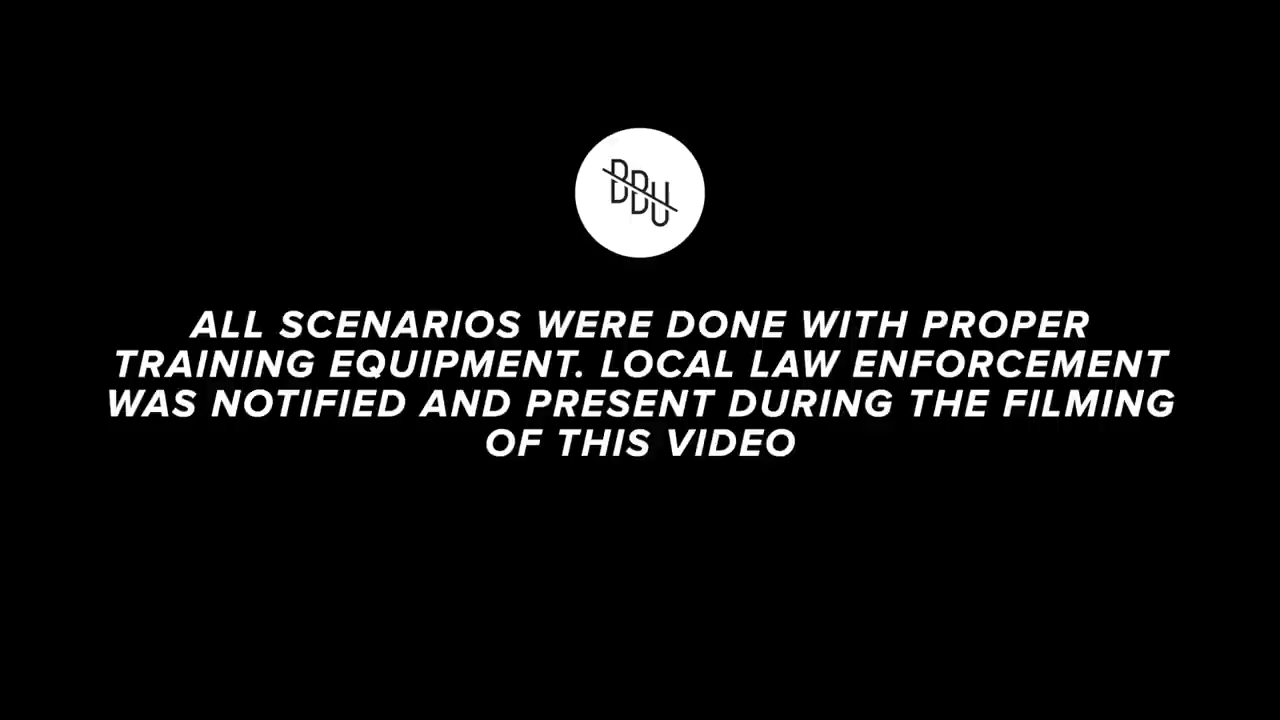 BBU
ALL SCENARIOS WERE DONE WITH PROPER
TRAINING EQUIPMENT. LOCAL LAW ENFORCEMENT
WAS NOTIFIED AND PRESENT DURING THE FILMING
OF THIS VIDEO